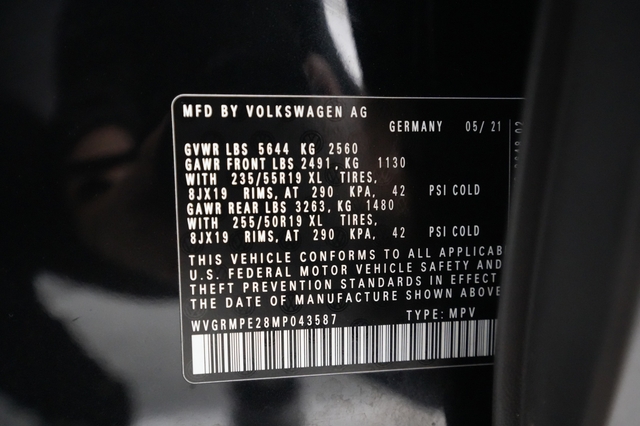 MFD BY VOLKSWAGEN AG
GERMANY 05/ 21
GVWR LBS 5644 KG 2560
GAWR FRONT LBS 2491, KG 1130
WITH 235/55R19 XL TIRES,
8JX19 RIMS, AT 290 KPA, 42 PSI COLD
GAWR REAR LBS 3263, KG 1480
WITH 255/50R19 XL TIRES,
8JX19 RIMS, AT 290 KPA, 42 PSI COLD
THIS VEHICLE CONFORMS TO ALL APPLICAB
U.S. FEDERAL MOTOR VEHICLE SAFETY AND
THEFT PREVENTION STANDARDS IN EFFECT
THE DATE OF MANUFACTURE SHOWN ABOVE
WVGRMPE28MP043587 TYPE: MPV